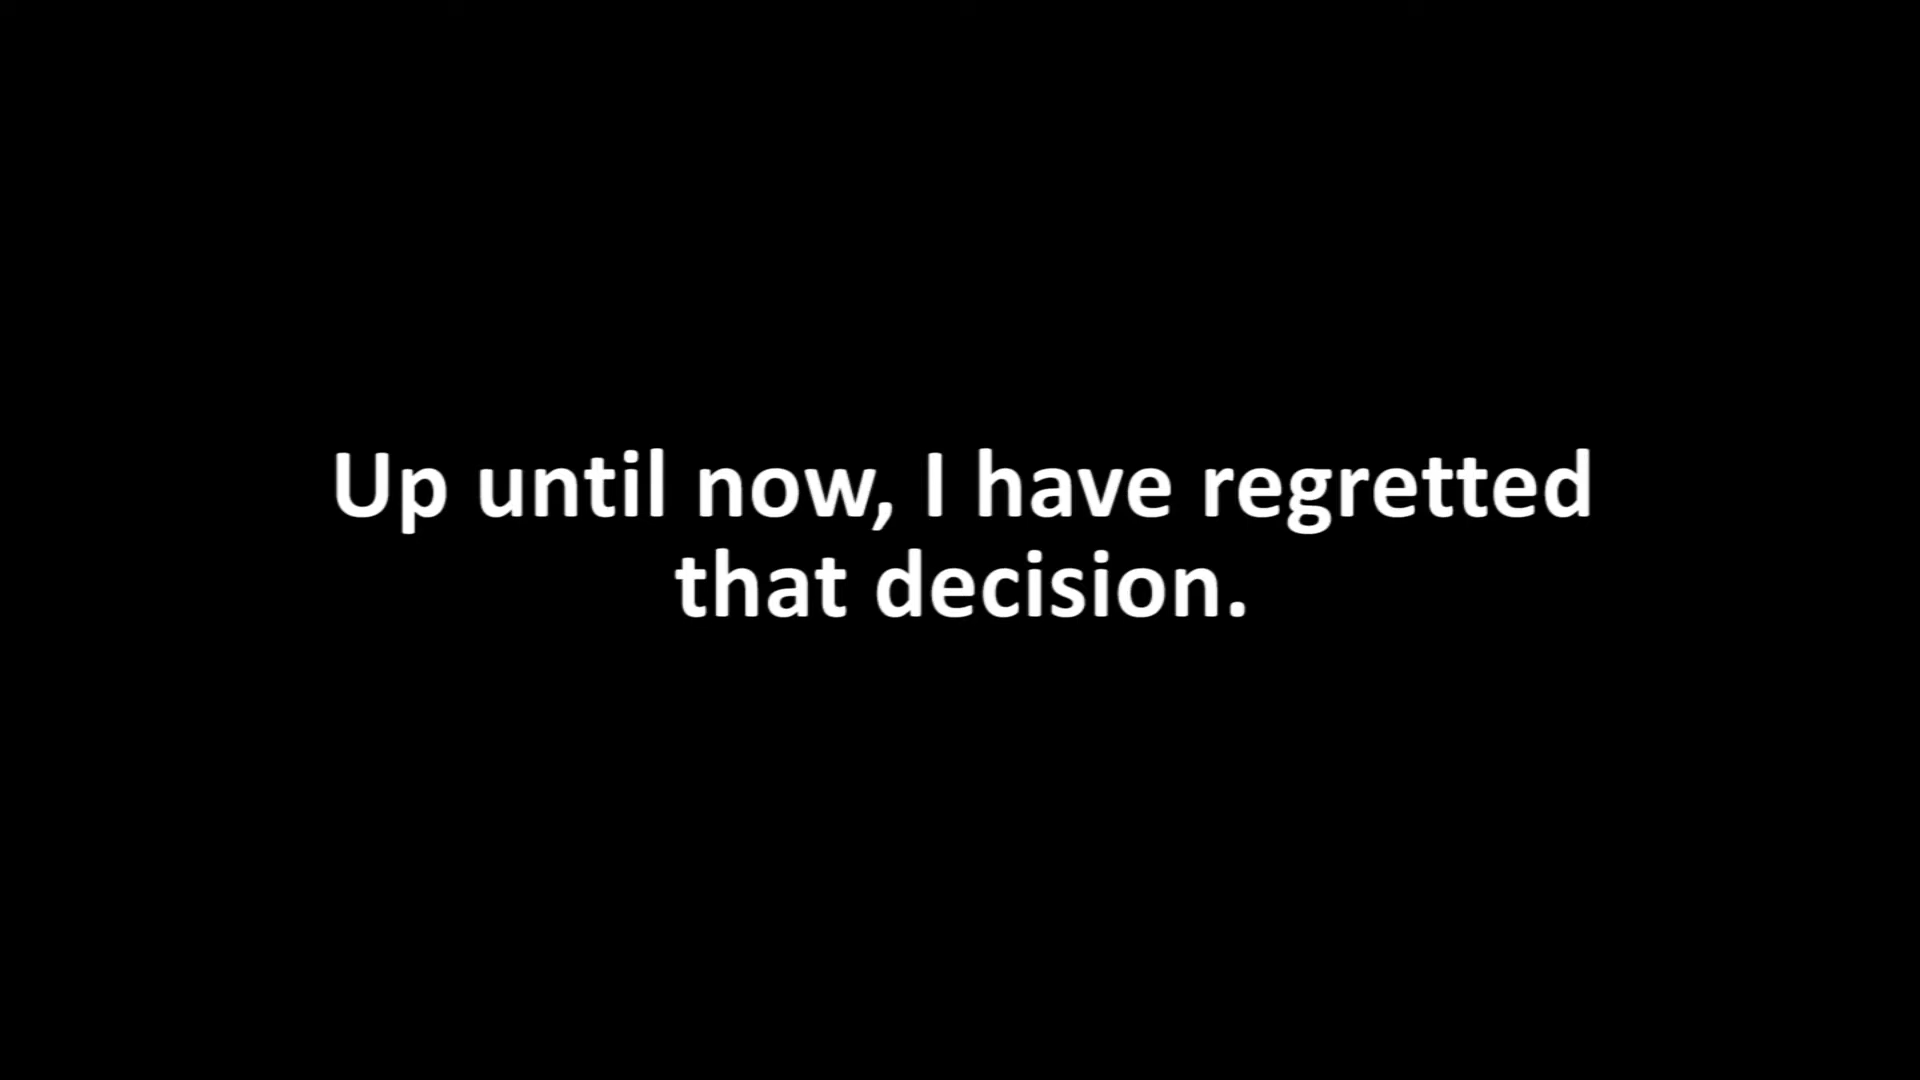 Up until now, I have regretted
that decision.